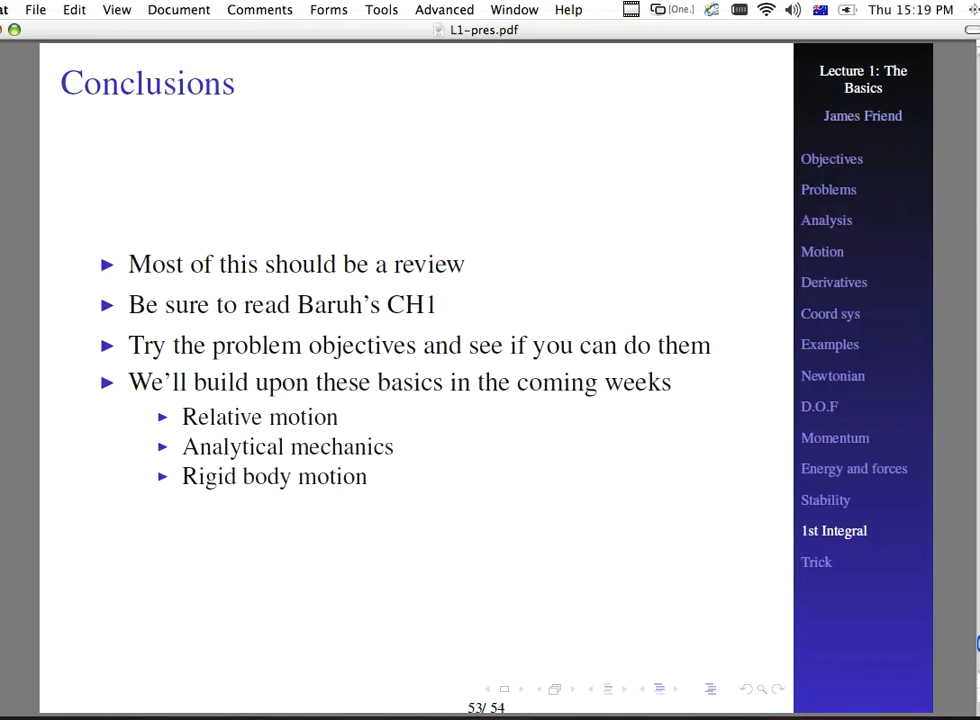 at File Edit View Document Comments Forms Tools Advanced Window Help [One.] Thu 15:19 PM
L1-pres.pdf
Conclusions
Most of this should be a review
Be sure to read Baruh's CH1
Try the problem objectives and see if you can do them
We'll build upon these basics in the coming weeks
Relative motion
Analytical mechanics
Rigid body motion
53/ 54
Lecture 1: The
Basics
James Friend
Objectives
Problems
Analysis
Motion
Derivatives
Coord sys
Examples
Newtonian
D.O.F
Momentum
Energy and forces
Stability
1st Integral
Trick